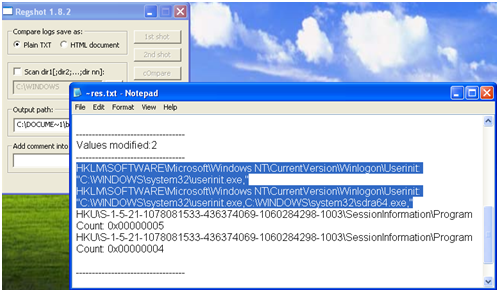 Regshot 1.8.2
Compare logs save as:
Plain TXT
HTML document
1st shot
2nd shot
cOmpare
Scan dir1[;dir2;...;dir nn]:
C:\WINDOWS
Output path:
C:\DOCUME~1\b
Add comment into
~res.txt - Notepad
File Edit Format View Help
----------------------------------
Values modified:2
----------------------------------
HKLM\SOFTWARE\Microsoft\Windows NT\CurrentVersion\Winlogon\Userinit:
"C:\WINDOWS\system32\userinit.exe,"
HKLM\SOFTWARE\Microsoft\Windows NT\CurrentVersion\Winlogon\Userinit:
"C:\WINDOWS\system32\userinit.exe,C:\WINDOWS\system32\sdra64.exe,"
HKU\S-1-5-21-1078081533-436374069-1060284298-1003\SessionInformation\Program
Count: 0x00000005
HKU\S-1-5-21-1078081533-436374069-1060284298-1003\SessionInformation\Program
Count: 0x00000004
----------------------------------